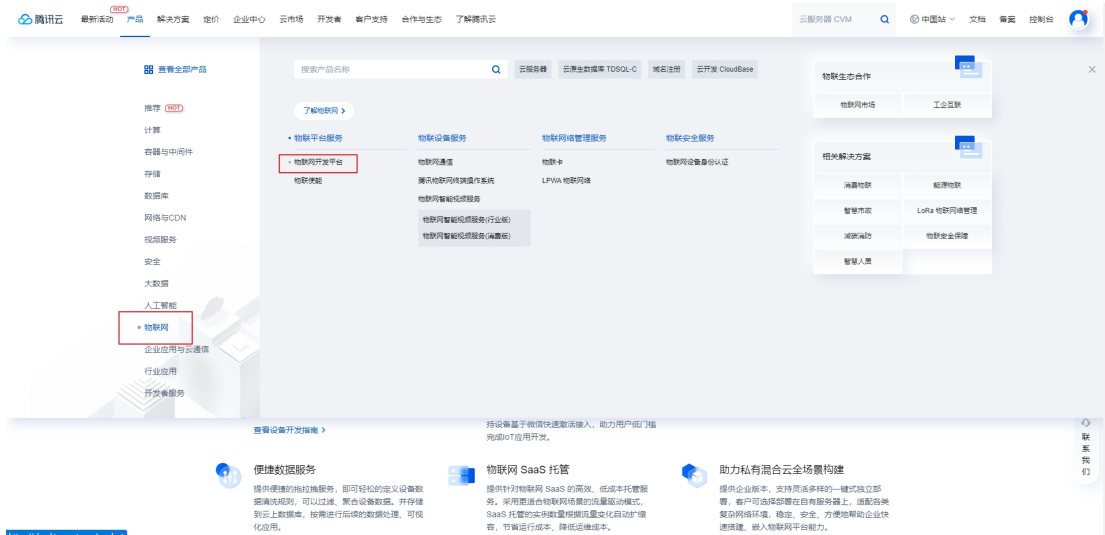 腾讯云 最新活动 HOT 产品 解决方案 定价 企业中心 云市场 开发者 客户支持 合作与生态 了解腾讯云 云服务器 CVM 中国站 文档 备案 控制台
查看全部产品
推荐 HOT
计算
容器与中间件
存储
数据库
网络与CDN
视频服务
安全
大数据
人工智能
物联网
企业应用与云通信
行业应用
开发者服务
搜索产品名称 云服务器 云原生数据库 TDSQL-C 域名注册 云开发 CloudBase
了解物联网 >
物联平台服务
物联网开发平台
物联使能
物联设备服务
物联网通信
腾讯物联网终端操作系统
物联网智能视频服务
物联网智能视频服务(行业版)
物联网智能视频服务(消费版)
物联网络管理服务
物联卡
LPWA 物联网络
物联安全服务
物联网设备身份认证
物联生态合作
物联网市场 工企互联
相关解决方案
消费物联 能源物联
智慧市政 LoRa 物联网络管理
减碳消防 物联安全保障
智慧人居
查看设备开发指南 >
持设备基于微信快速激活接入，助力用户低门槛
完成IoT应用开发。
便捷数据服务
提供便捷的拖拉拽服务，即可轻松的定义设备数
据清洗规则，可以过滤、聚合设备数据。并存储
到云上数据库，按需进行后续的数据处理、可视
化应用。
物联网 SaaS 托管
提供针对物联网 SaaS 的高效、低成本托管服
务。采用更适合物联网场景的流量驱动模式，
SaaS 托管的实例数量根据流量变化自动扩缩
容，节省运行成本、降低运维成本。
助力私有混合云全场景构建
提供企业版本，支持灵活多样的一键式独立部
署，客户可选择部署在自有服务器上，适配各类
复杂网络环境，稳定、安全、方便地帮助企业快
速搭建、嵌入物联网平台能力。
联
系
我
们